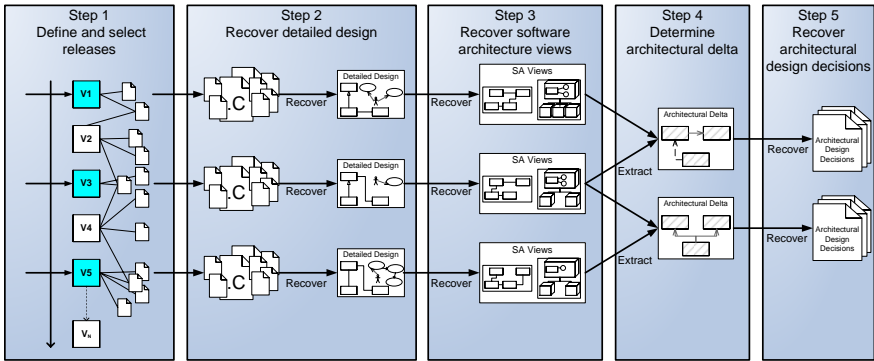 Step 1
Define and select
releases
Step 2
Recover detailed design
Step 3
Recover software
architecture views
Step 4
Determine
architectural delta
Step 5
Recover
architectural
design decisions
V1
V2
V3
V4
V5
VN
.C
Recover
Detailed Design
Recover
SA Views
.C
Recover
Detailed Design
Recover
SA Views
.C
Recover
Detailed Design
Recover
SA Views
Extract
Architectural Delta
Recover
Architectural
Design
Decisions
Extract
Architectural Delta
Recover
Architectural
Design
Decisions